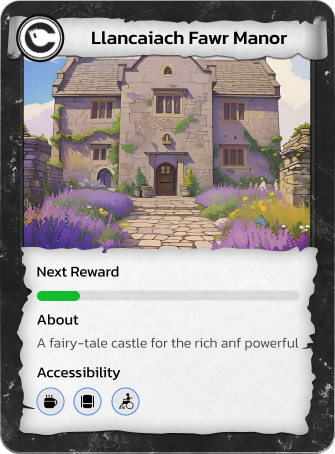 Llancaiach Fawr Manor
Next Reward
About
A fairy-tale castle for the rich anf powerful
Accessibility